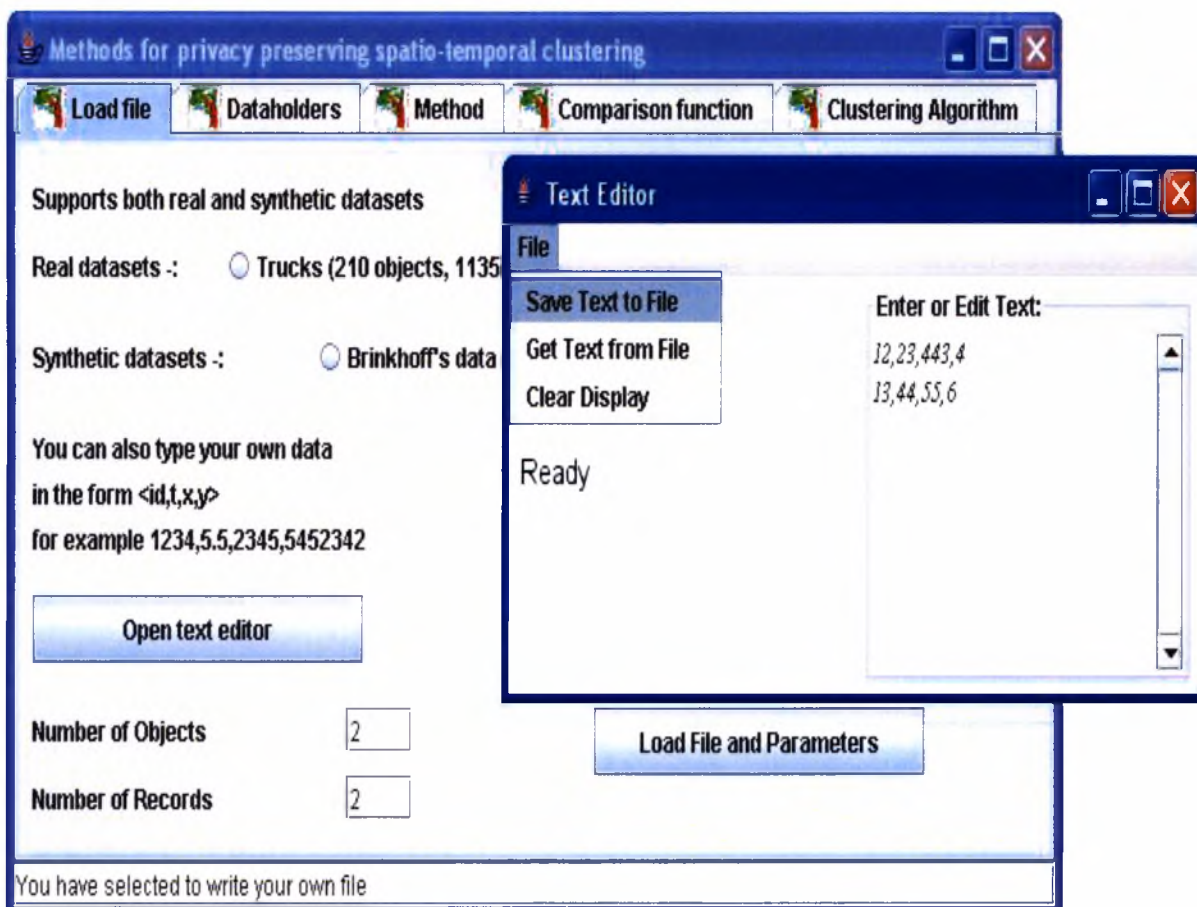 Methods for privacy preserving spatio-temporal clustering
Load file
Dataholders
Method
Comparison function
Clustering Algorithm
Supports both real and synthetic datasets
Real datasets -:
Trucks (210 objects, 1135
Synthetic datasets -:
Brinkhoff's data
You can also type your own data
in the form <id,t,x,y>
for example 1234,5.5,2345,5452342
Open text editor
Number of Objects
2
Number of Records
2
Load File and Parameters
You have selected to write your own file
Text Editor
File
Save Text to File
Get Text from File
Clear Display
Ready
Enter or Edit Text:
12,23,443,4
13,44,55,6